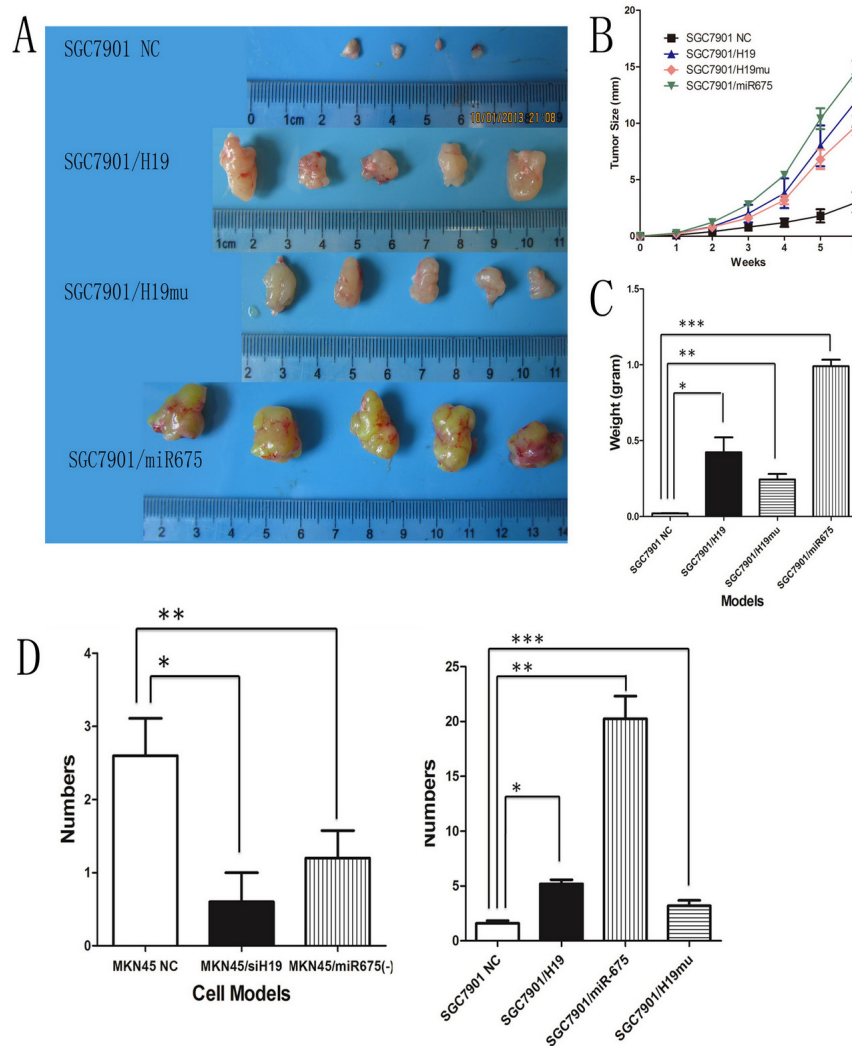 A
SGC7901 NC
0 1cm 2 3 4 5 6 7 8 9
10/01/2013 21:08
SGC7901/H19
1cm 2 3 4 5 6 7 8 9 10 11
SGC7901/H19mu
2 3 4 5 6 7 8 9 10 11
SGC7901/miR675
2 3 4 5 6 7 8 9 10 11 12 13 14
B
SGC7901 NC
SGC7901/H19
SGC7901/H19mu
SGC7901/miR675
Tumor Size (mm)
20
15
10
5
0
0 1 2 3 4 5
Weeks
C
***
**
*
Weight (gram)
1.5
1.0
0.5
0.0
SGC7901 NC
SGC7901/H19
SGC7901/H19mu
SGC7901/miR675
Models
D
**
*
Numbers
4
3
2
1
0
MKN45 NC MKN45/siH19 MKN45/miR675(-)
Cell Models
***
**
*
Numbers
25
20
15
10
5
0
SGC7901 NC
SGC7901/H19
SGC7901/miR-675
SGC7901/H19mu